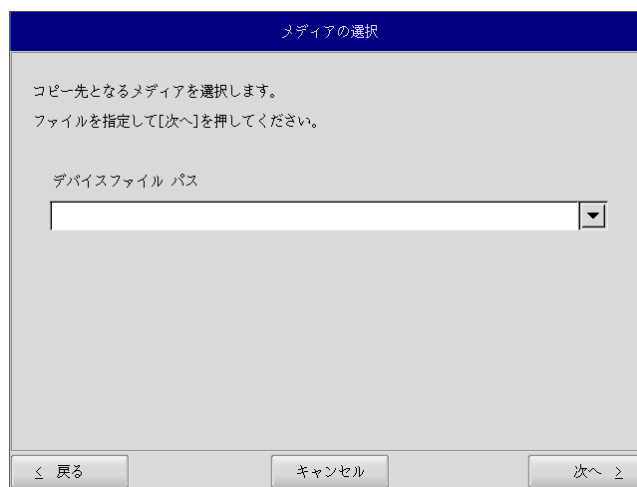 メディアの選択
コピー先となるメディアを選択します。
ファイルを指定して[次へ]を押してください。
デバイスファイル パス
< 戻る
キャンセル
次へ >